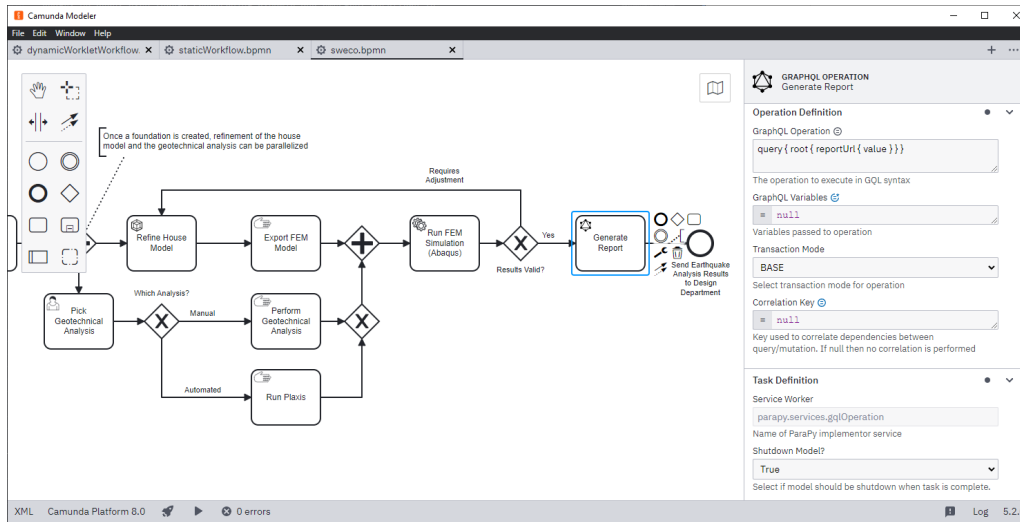 Camunda Modeler
File Edit Window Help
dynamicWorkletWorkflow.
staticWorkflow.bpmn
sweco.bpmn
Once a foundation is created, refinement of the house
model and the geotechnical analysis can be parallelized
Requires
Adjustment
Refine House
Model
Export FEM
Model
Run FEM
Simulation
(Abaqus)
Yes
Results Valid?
Generate
Report
Send Earthquake
Analysis Results
to Design
Department
Pick
Geotechnical
Analysis
Which Analysis?
Manual
Perform
Geotechnical
Analysis
Automated
Run Plaxis
GRAPHQL OPERATION
Generate Report
Operation Definition
GraphQL Operation
query { root { reportUrl { value } } }
The operation to execute in GQL syntax
GraphQL Variables
= null
Variables passed to operation
Transaction Mode
BASE
Select transaction mode for operation
Correlation Key
= null
Key used to correlate dependencies between
query/mutation. If null then no correlation is performed
Task Definition
Service Worker
parapy.services.gqlOperation
Name of ParaPy implementor service
Shutdown Model?
True
Select if model should be shutdown when task is complete.
XML Camunda Platform 8.0 0 errors Log 5.2.